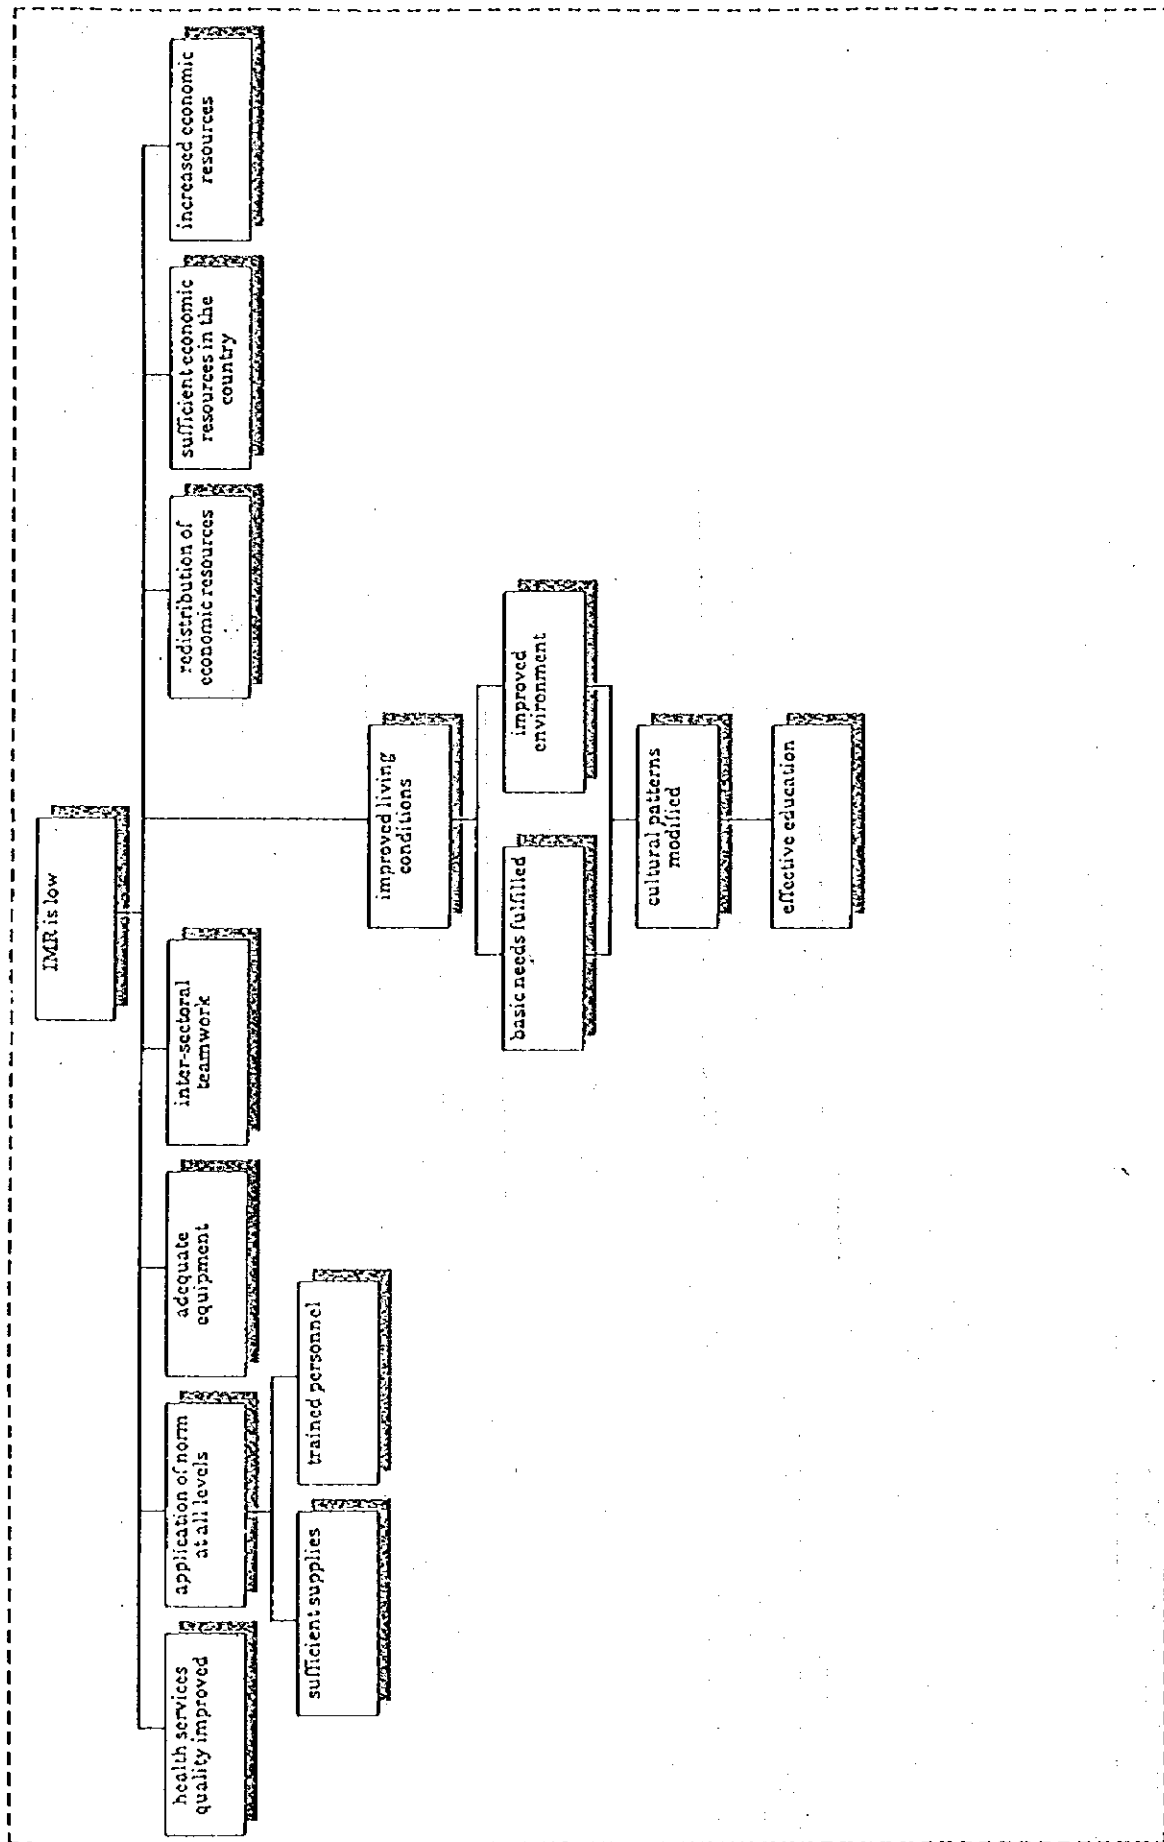 IMR is low
health services
quality improved
application of norm
at all levels
adequate
equipment
inter-sectoral
teamwork
redistribution of
economic resources
sufficient economic
resources in the
country
increased economic
resources
sufficient supplies
trained personnel
improved living
conditions
basic needs fulfilled
improved
environment
cultural patterns
modified
effective education